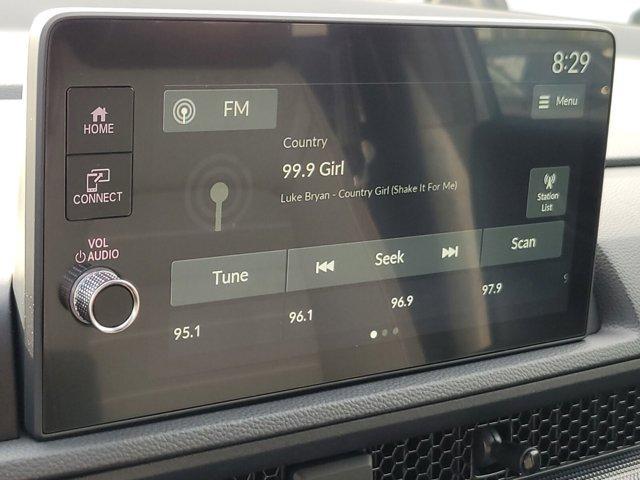 8:29
FM
Menu
HOME
Country
99.9 Girl
Luke Bryan - Country Girl (Shake It For Me)
CONNECT
Station
List
VOL
AUDIO
Tune
Seek
Scan
95.1
96.1
96.9
97.9